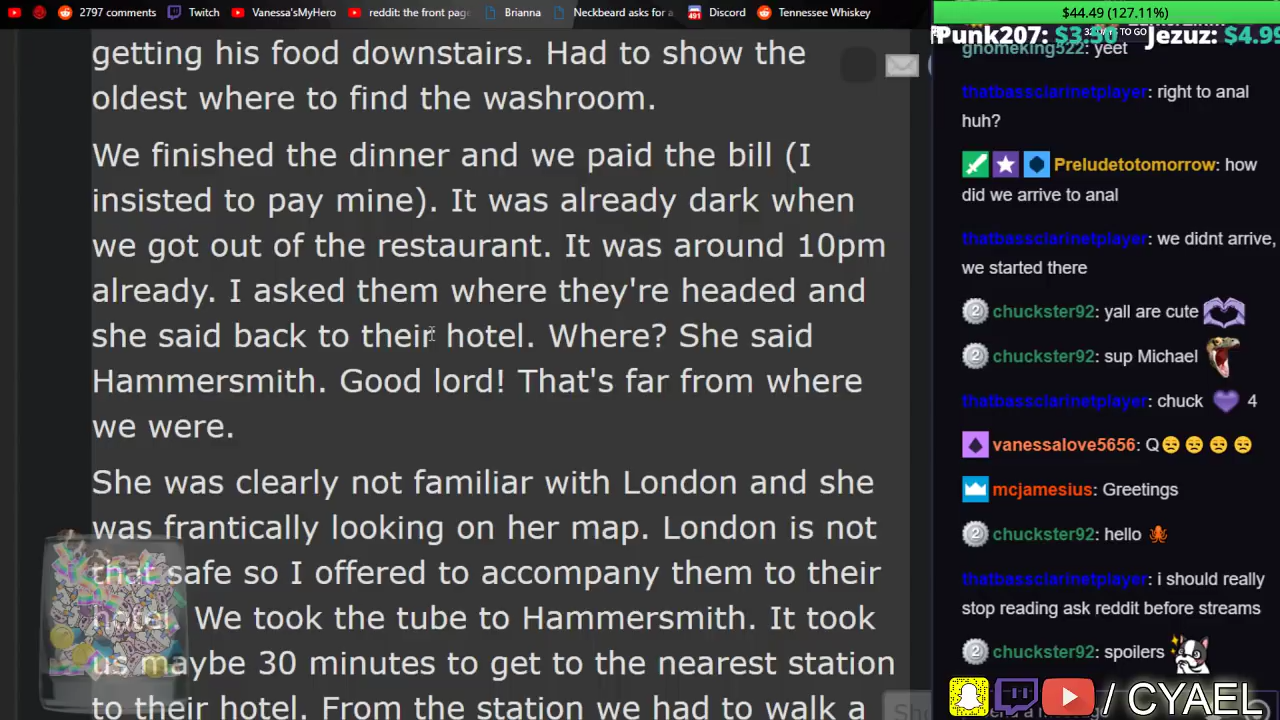 2797 comments
Twitch
Vanessa'sMyHero
reddit: the front page
Brianna
Neckbeard asks for a
491
Discord
Tennessee Whiskey
$44.49 (127.11%)
32 DAYS TO GO
Punk207: $3.50 Jezuz: $4.99
getting his food downstairs. Had to show the
oldest where to find the washroom.
We finished the dinner and we paid the bill (I
insisted to pay mine). It was already dark when
we got out of the restaurant. It was around 10pm
already. I asked them where they're headed and
she said back to their hotel. Where? She said
Hammersmith. Good lord! That's far from where
we were.
She was clearly not familiar with London and she
was frantically looking on her map. London is not
that safe so I offered to accompany them to their
hotel. We took the tube to Hammersmith. It took
us maybe 30 minutes to get to the nearest station
to their hotel. From the station we had to walk a
gnomeking522: yeet
thatbassclarinetplayer: right to anal
huh?
Preludetotomorrow: how
did we arrive to anal
thatbassclarinetplayer: we didnt arrive,
we started there
2 chuckster92: yall are cute
2 chuckster92: sup Michael
thatbassclarinetplayer: chuck 4
vanessalove5656: Q
mcjamesius: Greetings
2 chuckster92: hello
thatbassclarinetplayer: i should really
stop reading ask reddit before streams
2 chuckster92: spoilers
/ CYAEL